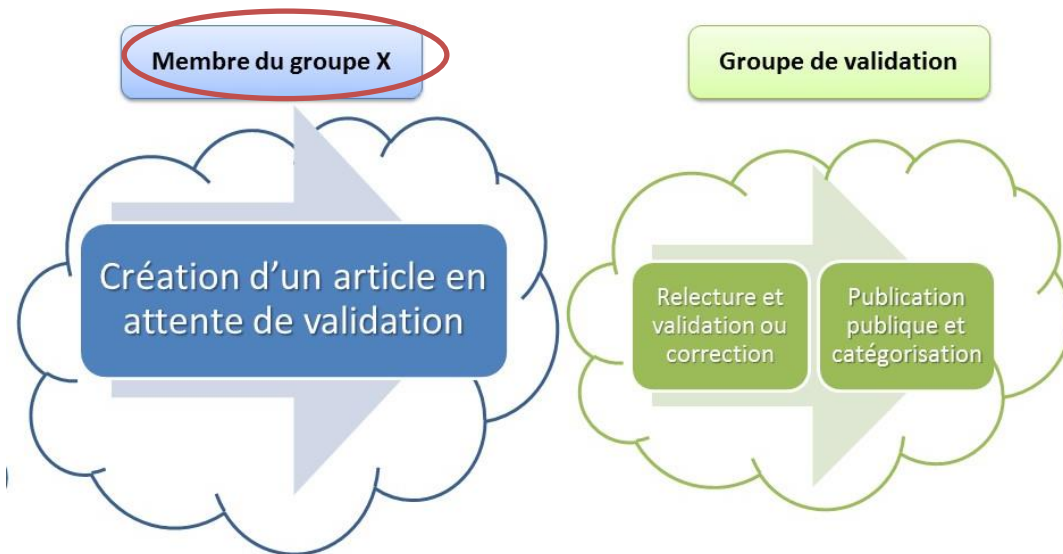 Membre du groupe X
Groupe de validation
Création d’un article en
attente de validation
Relecture et
validation ou
correction
Publication
publique et
catégorisation